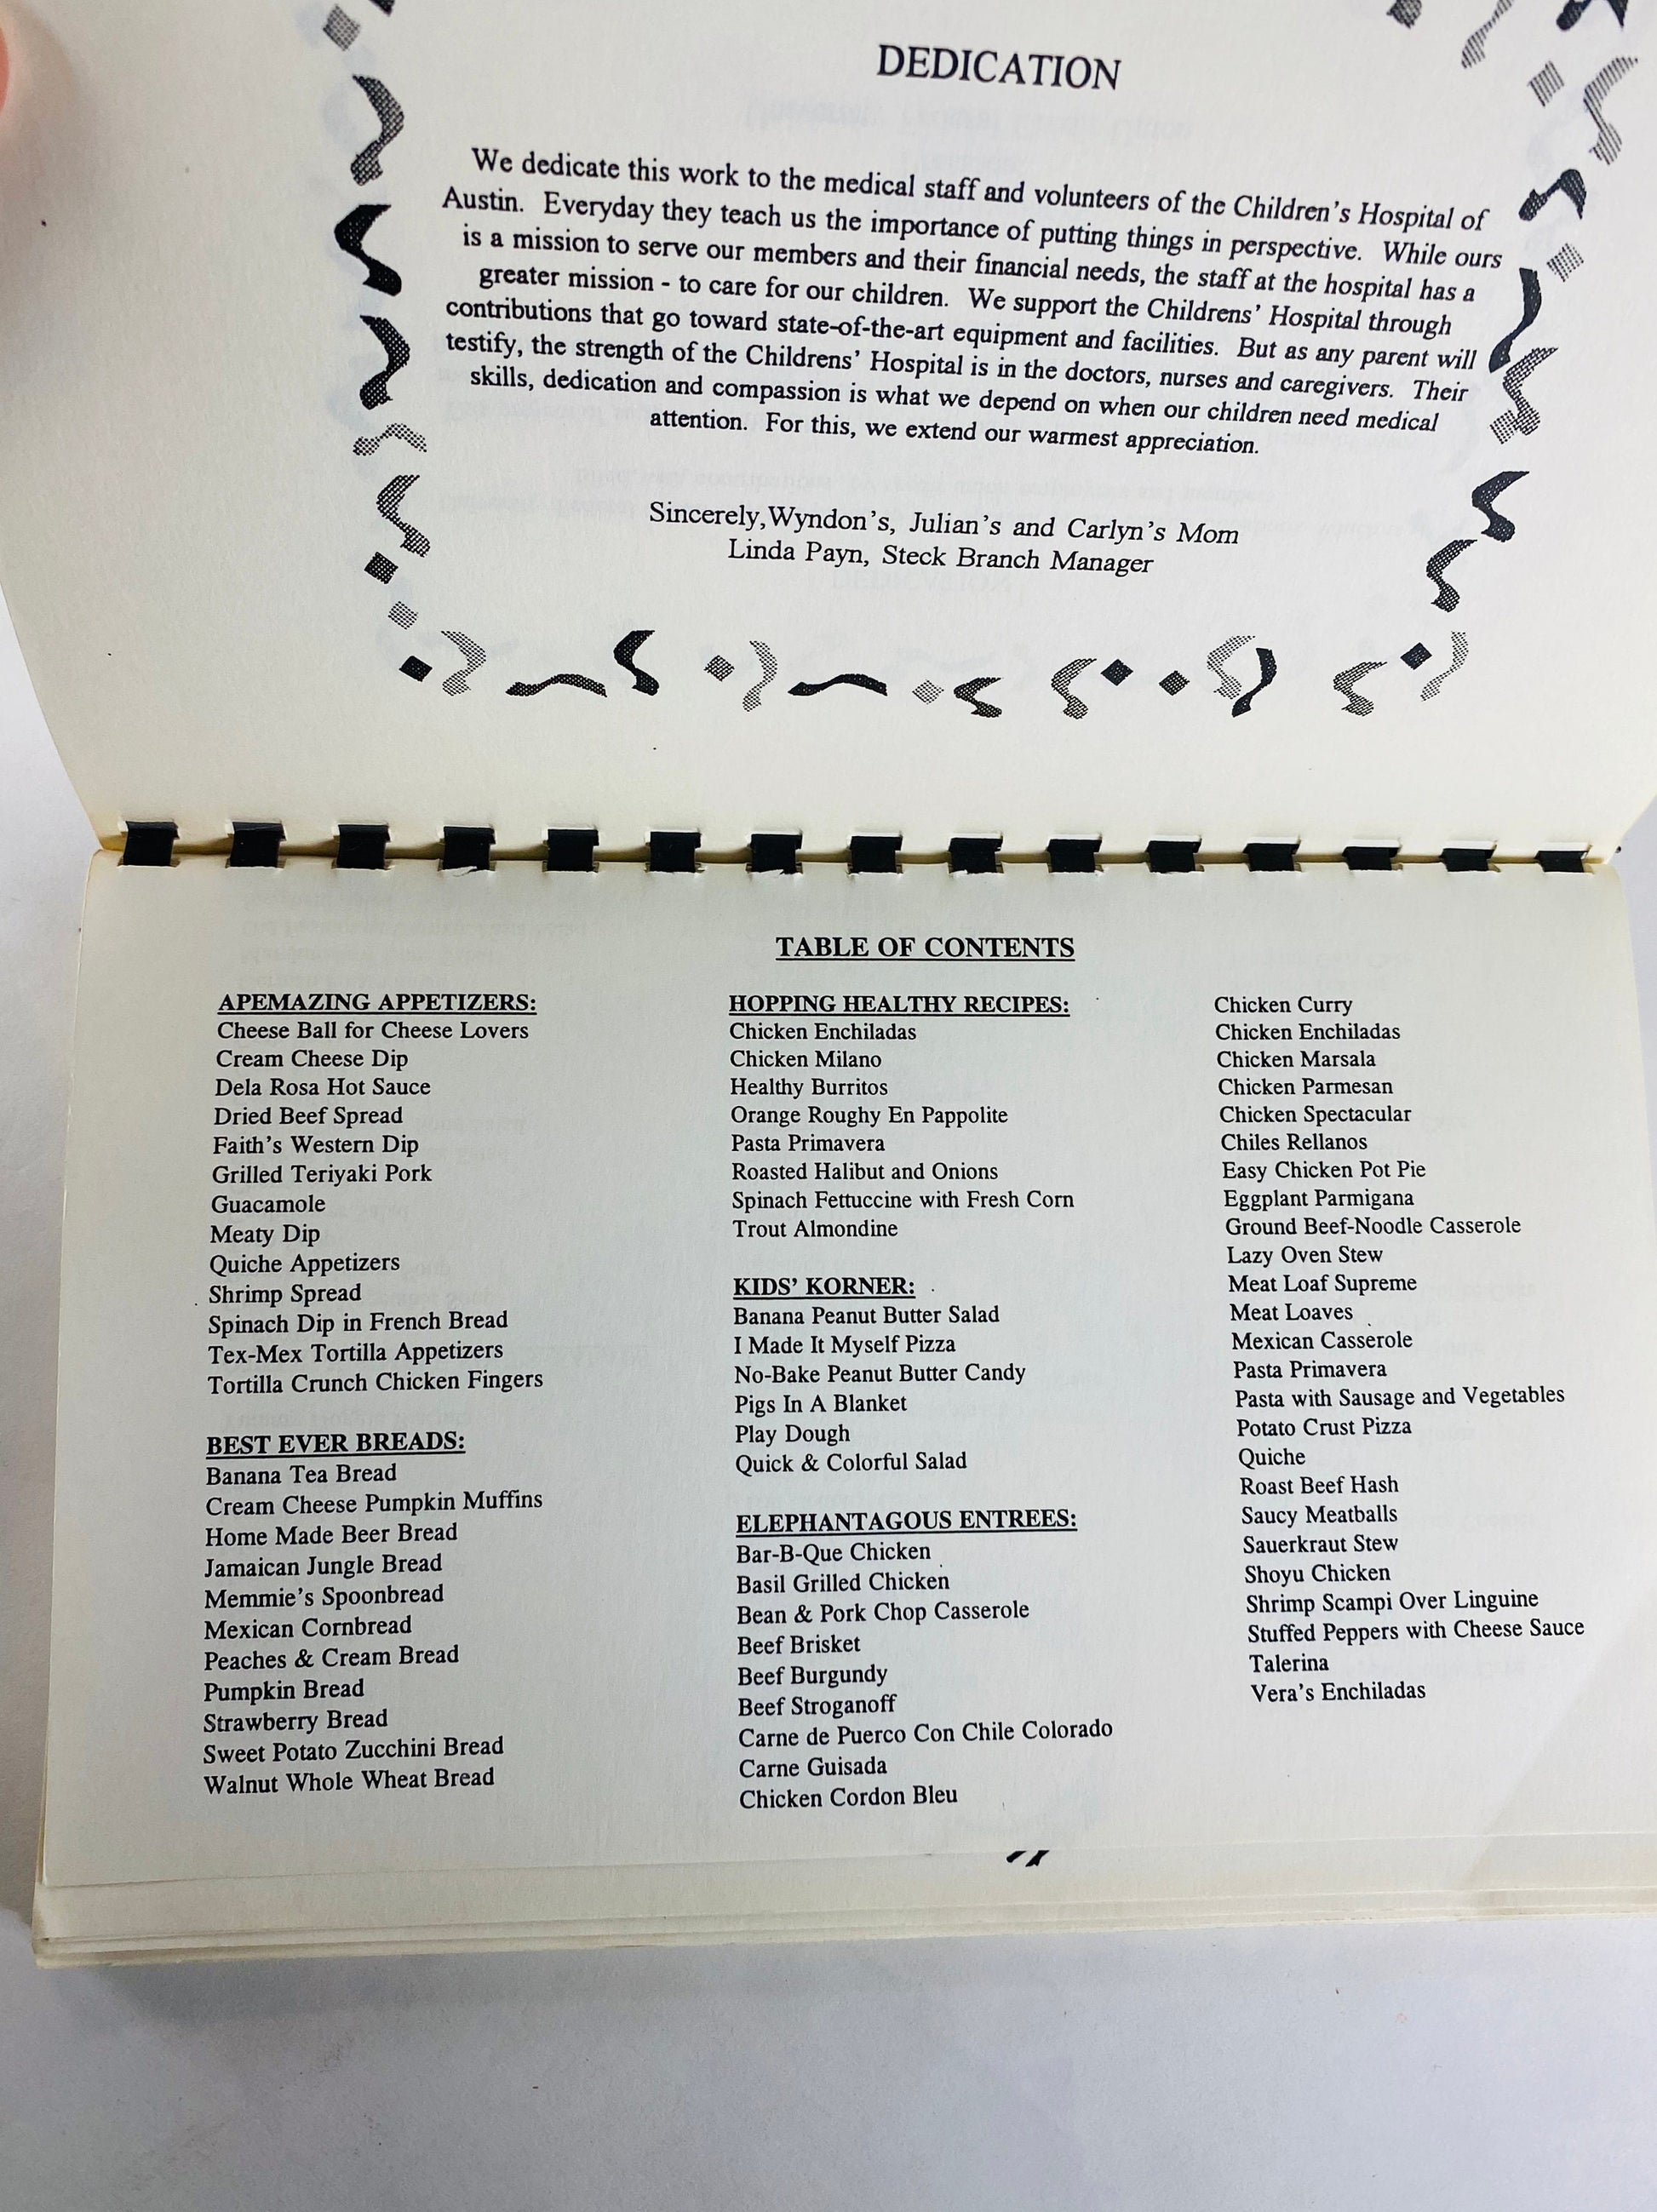 DEDICATION
We dedicate this work to the medical staff and volunteers of the Children's Hospital of
Austin. Everyday they teach us the importance of putting things in perspective. While ours
is a mission to serve our members and their financial needs, the staff at the hospital has a
greater mission - to care for our children. We support the Childrens' Hospital through
contributions that go toward state-of-the-art equipment and facilities. But as any parent will
testify, the strength of the Childrens' Hospital is in the doctors, nurses and caregivers. Their
skills, dedication and compassion is what we depend on when our children need medical
attention. For this, we extend our warmest appreciation.
Sincerely,Wyndon's, Julian's and Carlyn's Mom
Linda Payn, Steck Branch Manager
TABLE OF CONTENTS
APEMAZING APPETIZERS:
Cheese Ball for Cheese Lovers
Cream Cheese Dip
Dela Rosa Hot Sauce
Dried Beef Spread
Faith's Western Dip
Grilled Teriyaki Pork
Guacamole
Meaty Dip
Quiche Appetizers
Shrimp Spread
Spinach Dip in French Bread
Tex-Mex Tortilla Appetizers
Tortilla Crunch Chicken Fingers
BEST EVER BREADS:
Banana Tea Bread
Cream Cheese Pumpkin Muffins
Home Made Beer Bread
Jamaican Jungle Bread
Memmie's Spoonbread
Mexican Cornbread
Peaches & Cream Bread
Pumpkin Bread
Strawberry Bread
Sweet Potato Zucchini Bread
Walnut Whole Wheat Bread
HOPPING HEALTHY RECIPES:
Chicken Enchiladas
Chicken Milano
Healthy Burritos
Orange Roughy En Pappolite
Pasta Primavera
Roasted Halibut and Onions
Spinach Fettuccine with Fresh Corn
Trout Almondine
KIDS' KORNER:
Banana Peanut Butter Salad
I Made It Myself Pizza
No-Bake Peanut Butter Candy
Pigs In A Blanket
Play Dough
Quick & Colorful Salad
ELEPHANTAGOUS ENTREES:
Bar-B-Que Chicken
Basil Grilled Chicken
Bean & Pork Chop Casserole
Beef Brisket
Beef Burgundy
Beef Stroganoff
Carne de Puerco Con Chile Colorado
Carne Guisada
Chicken Cordon Bleu
Chicken Curry
Chicken Enchiladas
Chicken Marsala
Chicken Parmesan
Chicken Spectacular
Chiles Rellanos
Easy Chicken Pot Pie
Eggplant Parmigana
Ground Beef-Noodle Casserole
Lazy Oven Stew
Meat Loaf Supreme
Meat Loaves
Mexican Casserole
Pasta Primavera
Pasta with Sausage and Vegetables
Potato Crust Pizza
Quiche
Roast Beef Hash
Saucy Meatballs
Sauerkraut Stew
Shoyu Chicken
Shrimp Scampi Over Linguine
Stuffed Peppers with Cheese Sauce
Talerina
Vera's Enchiladas